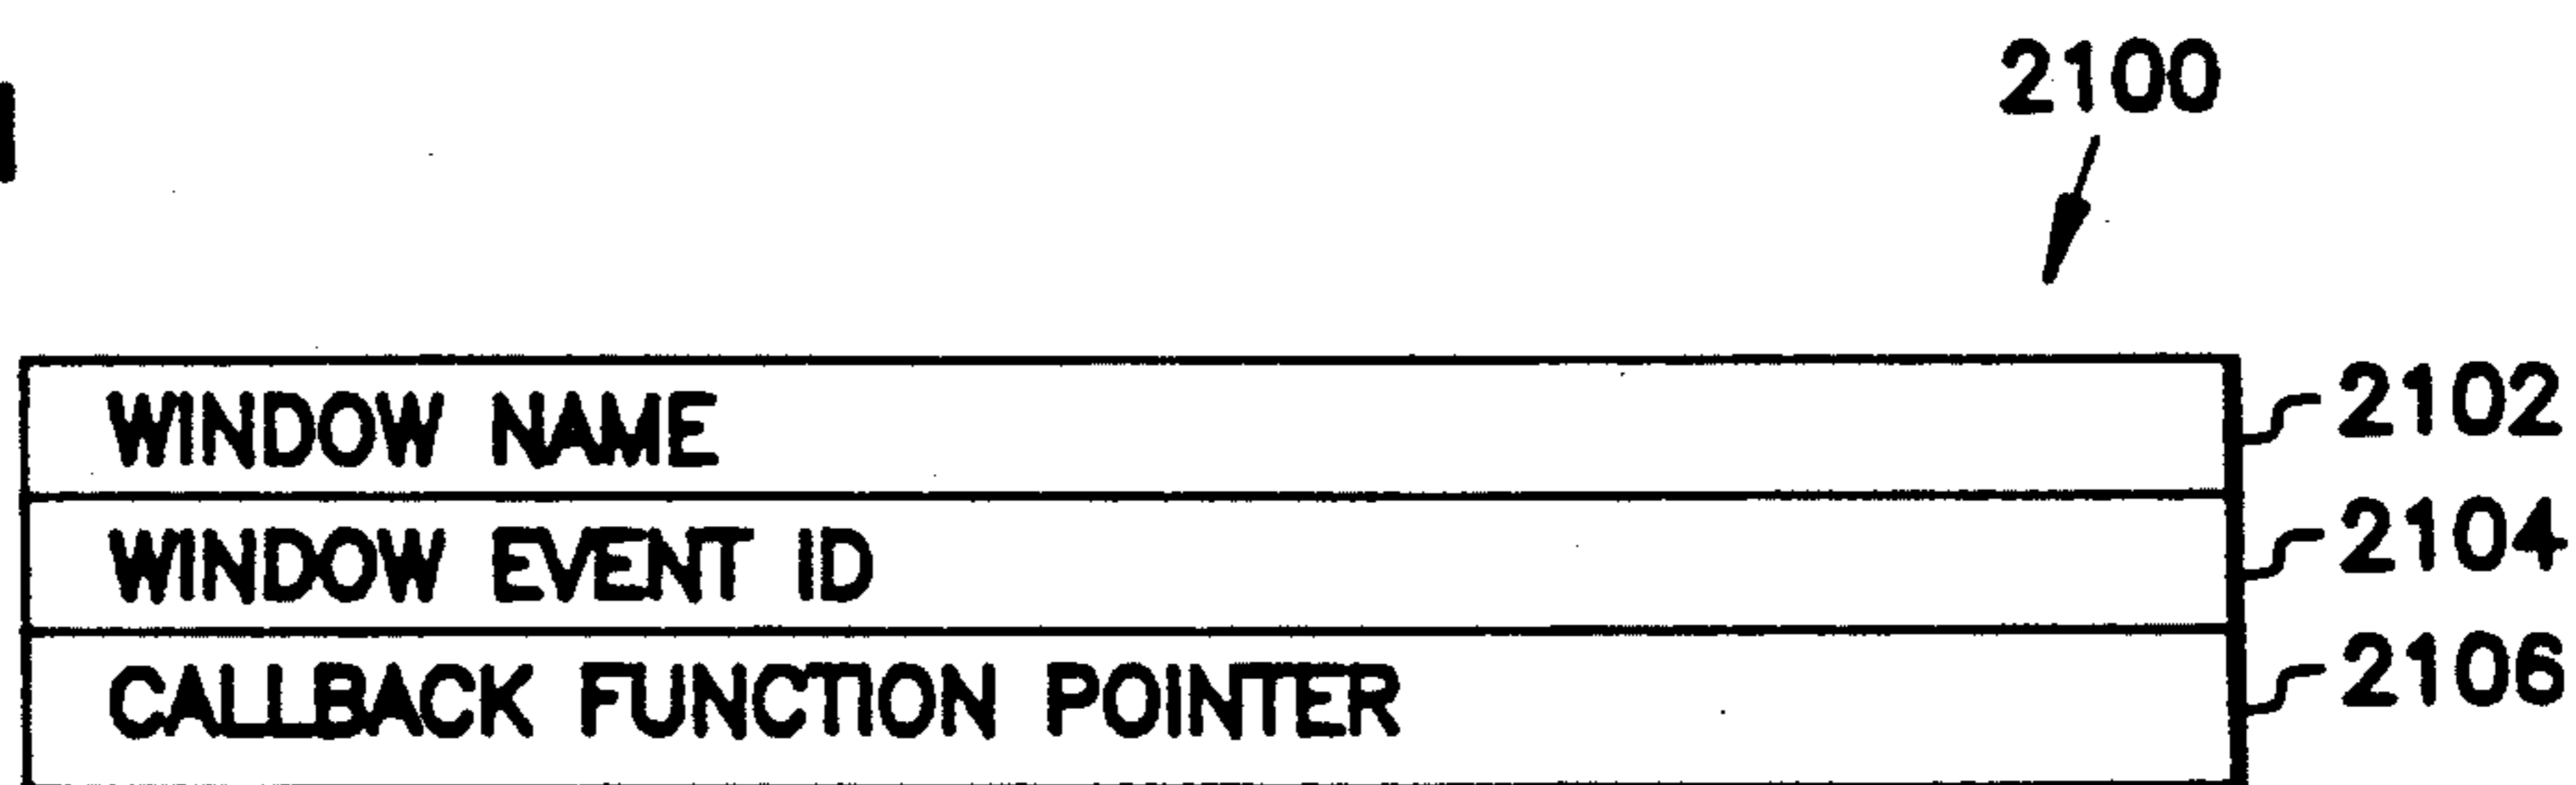 2100
WINDOW NAME 2102
WINDOW EVENT ID 2104
CALLBACK FUNCTION POINTER 2106